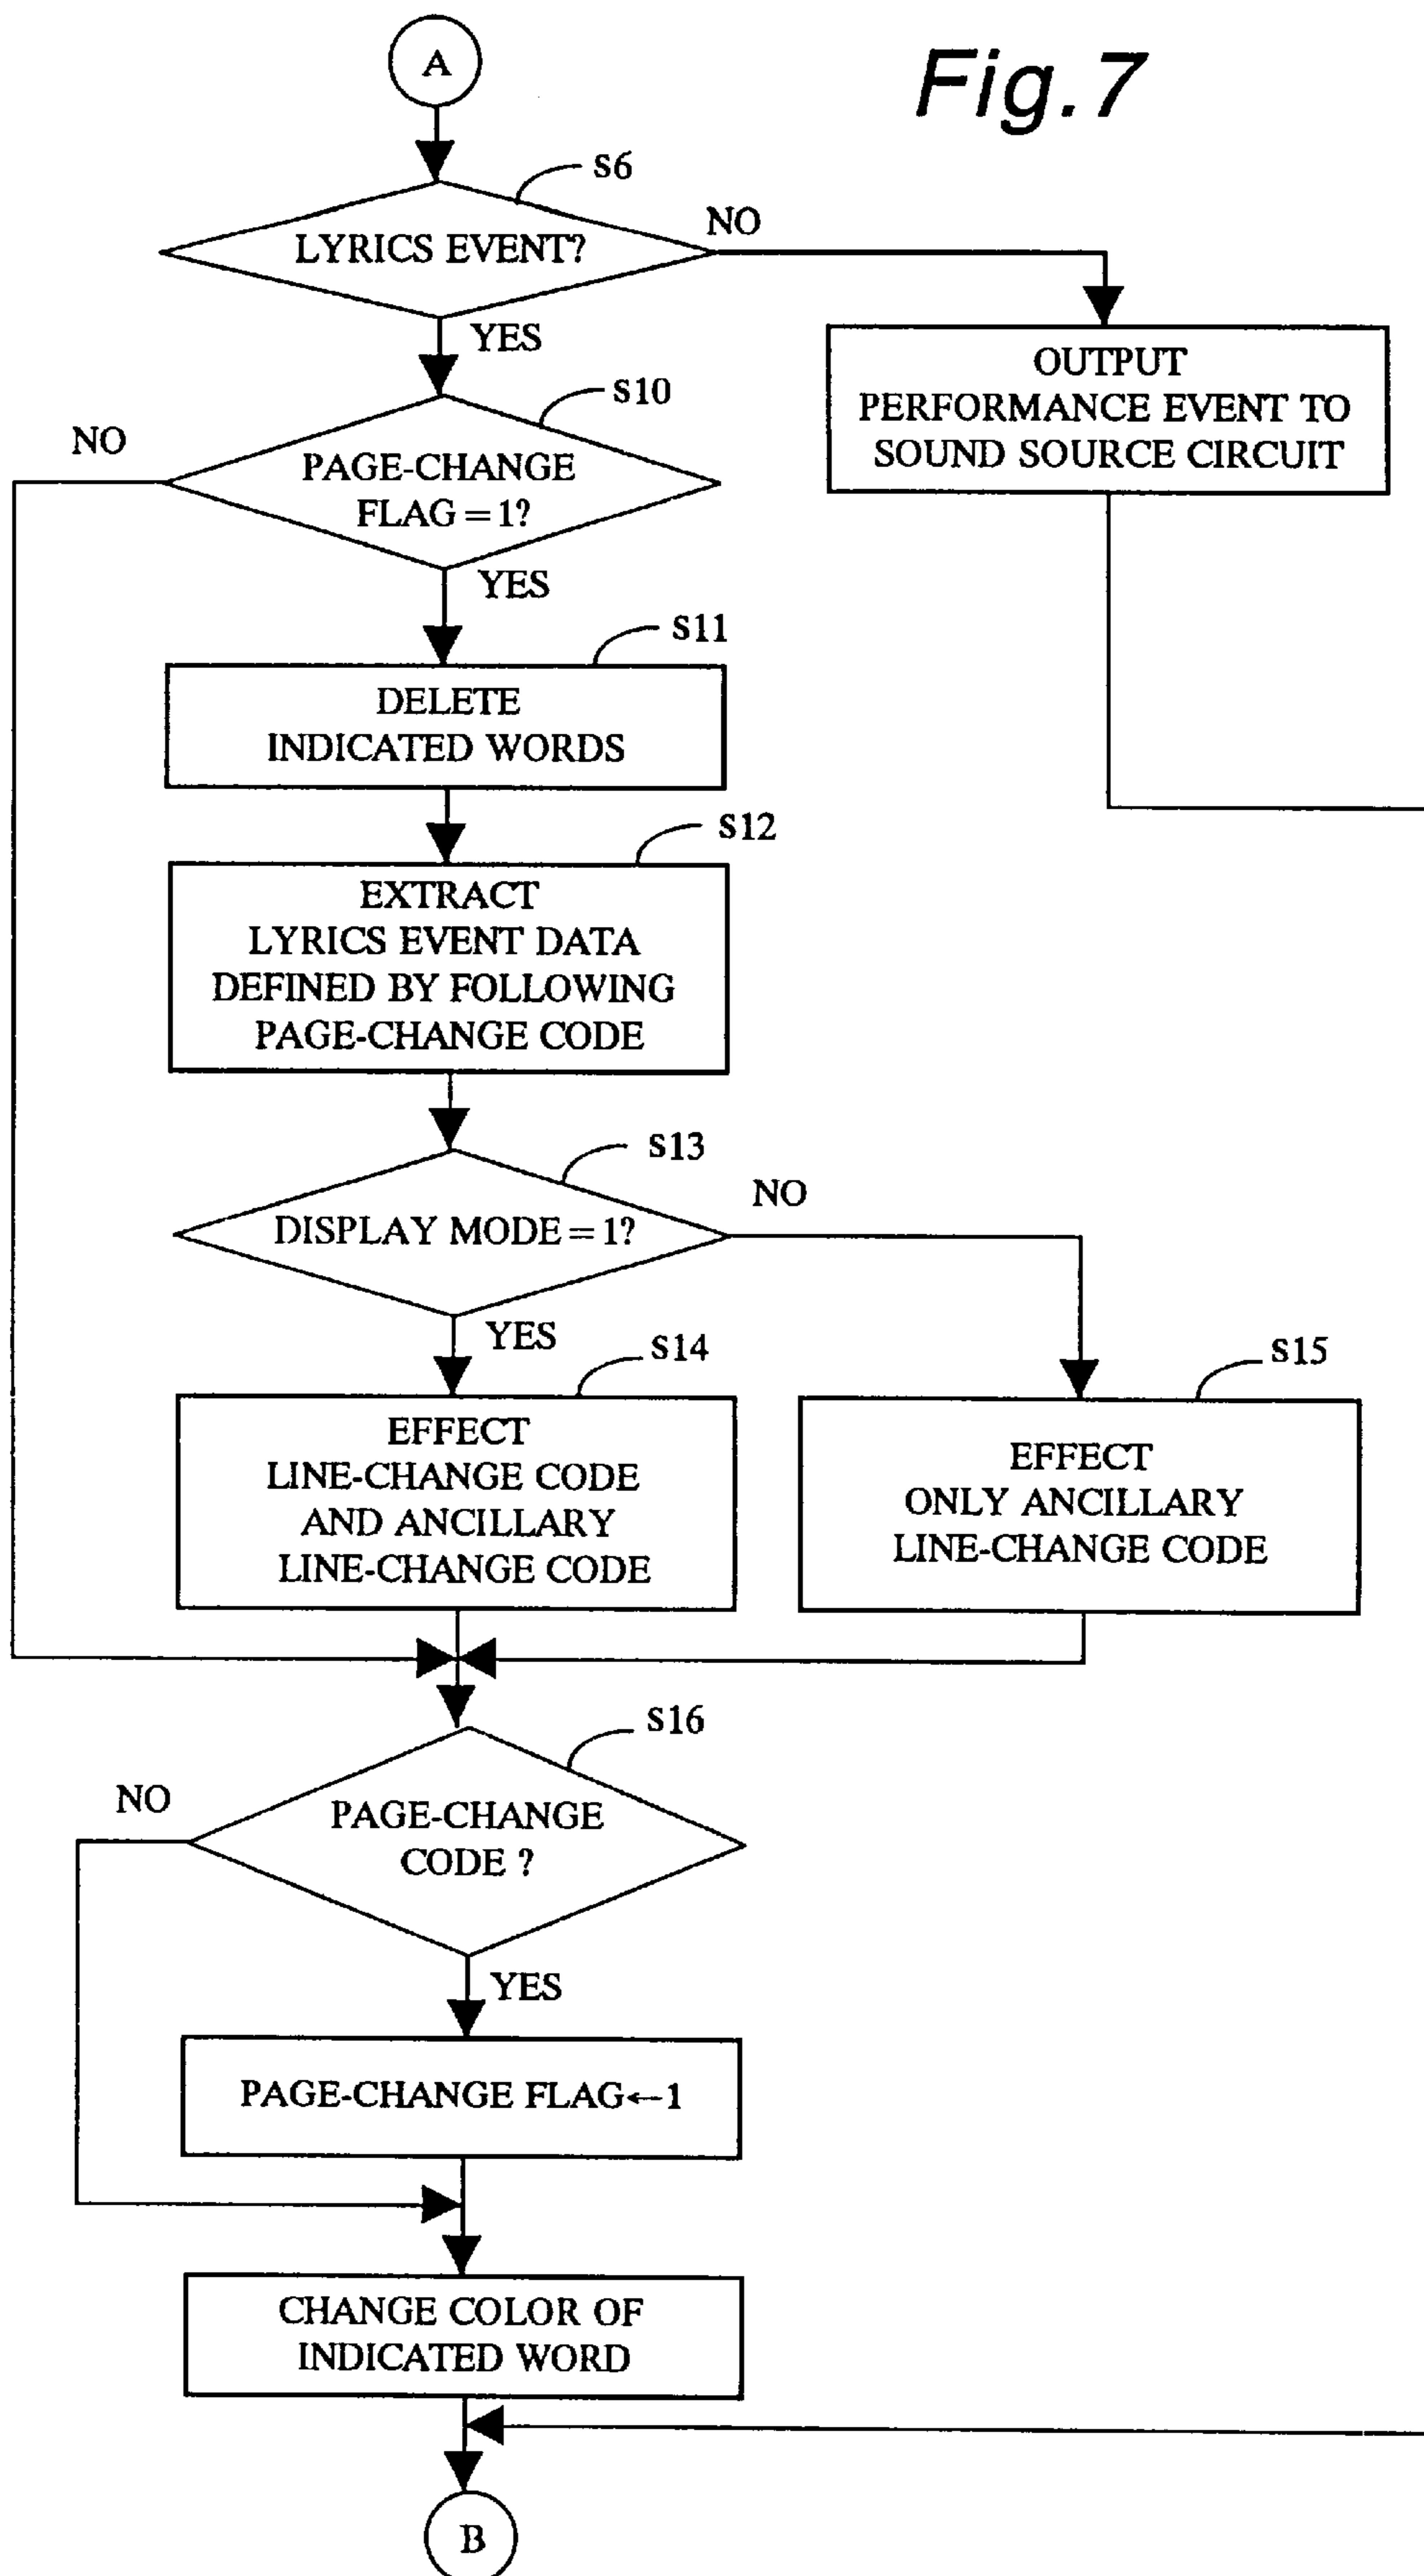 Fig.7
A
S6
LYRICS EVENT?
NO
YES
OUTPUT
PERFORMANCE EVENT TO
SOUND SOURCE CIRCUIT
S10
NO
PAGE-CHANGE
FLAG=1?
YES
S11
DELETE
INDICATED WORDS
S12
EXTRACT
LYRICS EVENT DATA
DEFINED BY FOLLOWING
PAGE-CHANGE CODE
S13
DISPLAY MODE=1?
NO
YES
S14
EFFECT
LINE-CHANGE CODE
AND ANCILLARY
LINE-CHANGE CODE
S15
EFFECT
ONLY ANCILLARY
LINE-CHANGE CODE
S16
NO
PAGE-CHANGE
CODE ?
YES
PAGE-CHANGE FLAG←1
CHANGE COLOR OF
INDICATED WORD
B